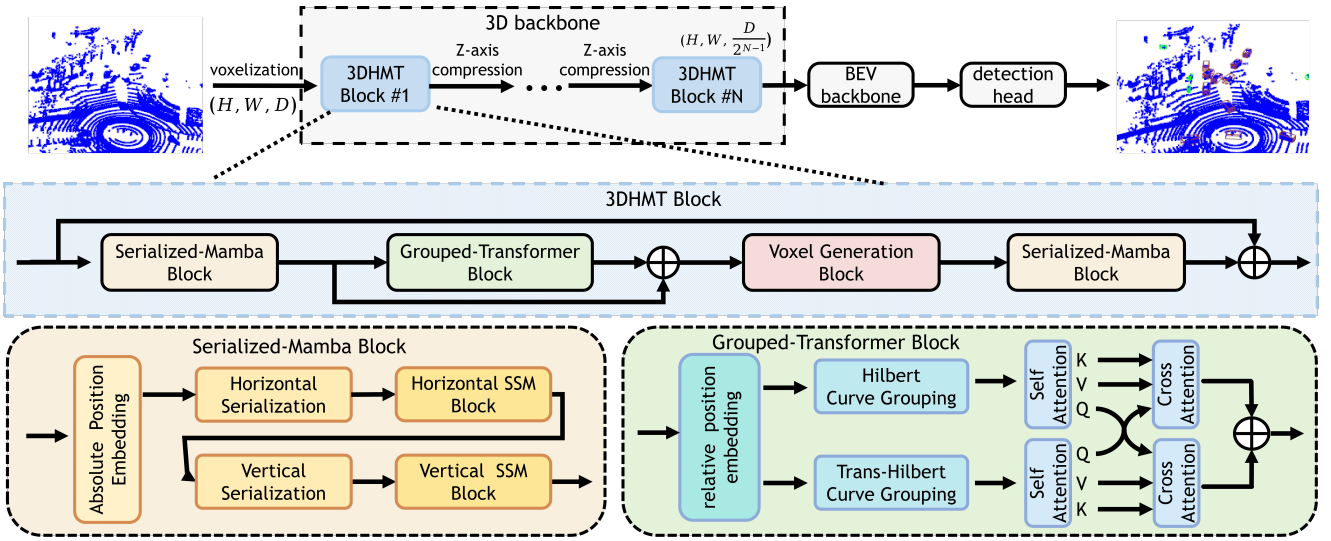 3D backbone
voxelization
(H, W, D)
3DHMT
Block #1
Z-axis
compression
Z-axis
compression
(H, W, D/2^{N−1})
3DHMT
Block #N
BEV
backbone
detection
head
3DHMT Block
Serialized-Mamba
Block
Grouped-Transformer
Block
Voxel Generation
Block
Serialized-Mamba
Block
Serialized-Mamba Block
Absolute Position
Embedding
Horizontal
Serialization
Horizontal SSM
Block
Vertical
Serialization
Vertical SSM
Block
Grouped-Transformer Block
relative position
embedding
Hilbert
Curve Grouping
Trans-Hilbert
Curve Grouping
Self
Attention
K
V
Q
Cross
Attention
Self
Attention
Q
V
K
Cross
Attention